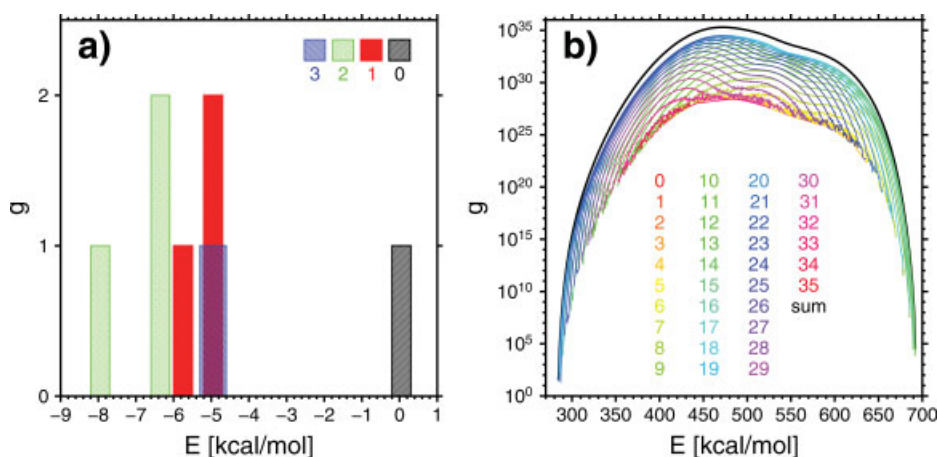 a)
3 2 1 0
2
1
0
g
−9 −8 −7 −6 −5 −4 −3 −2 −1 0 1
E [kcal/mol]
b)
10^35
10^30
10^25
10^20
10^15
10^10
10^5
10^0
g
0 10 20 30
1 11 21 31
2 12 22 32
3 13 23 33
4 14 24 34
5 15 25 35
6 16 26 sum
7 17 27
8 18 28
9 19 29
300 350 400 450 500 550 600 650 700
E [kcal/mol]